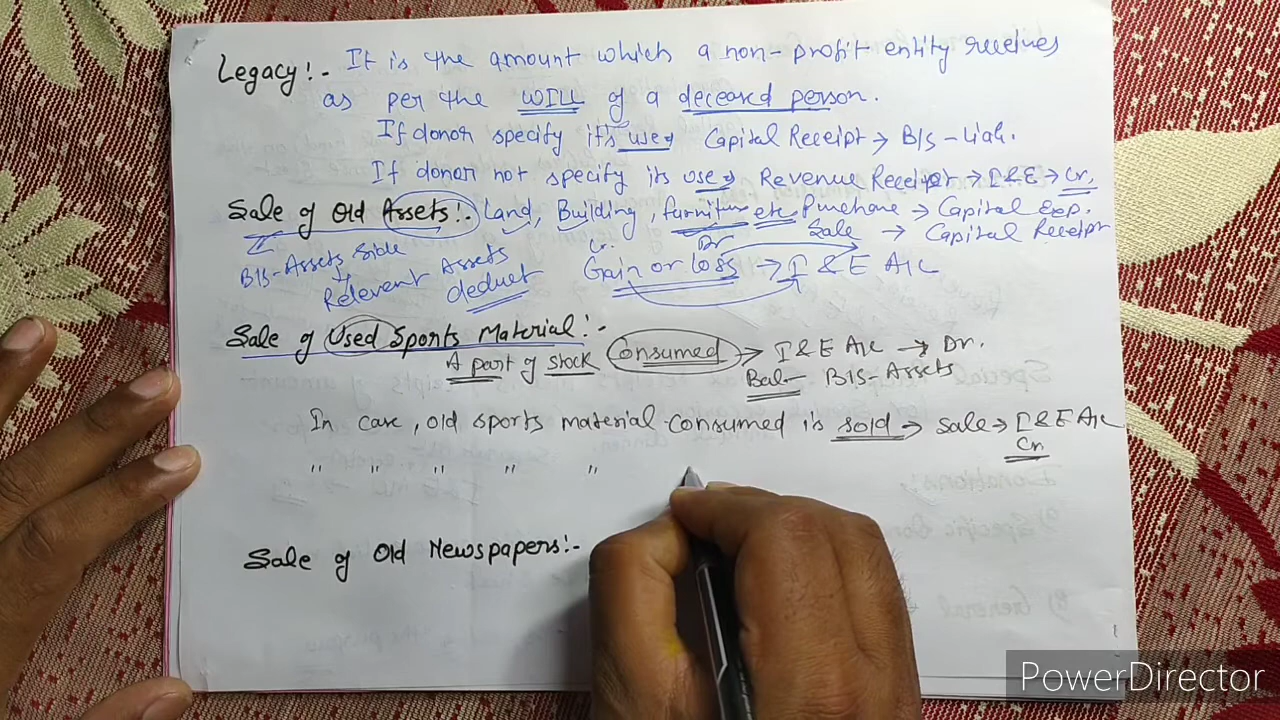 Legacy:- It is the amount which a non-profit entity receives
as per the WILL of a deceased person.
If donor specify it's use, Capital Receipt → B/S - Liab.
If donor not specify its use, Revenue Receipt → I & E → Cr.
Sale of Old Assets:- Land, Building, furniture etc Purchase → Capital Exp.
Sale → Capital Receipt
B/S - Assets side
Relevent Assets
deduct
Cr. Dr
Gain or loss → I & E A/c
Sale of Used Sports Material:-
A part of stock Consumed → I & E A/c → Dr.
Bal- B/S - Assets
In case, old sports material consumed is sold → Sale → I & E A/c
Cr.
" " " " "
Sale of Old Newspapers:-
PowerDirector